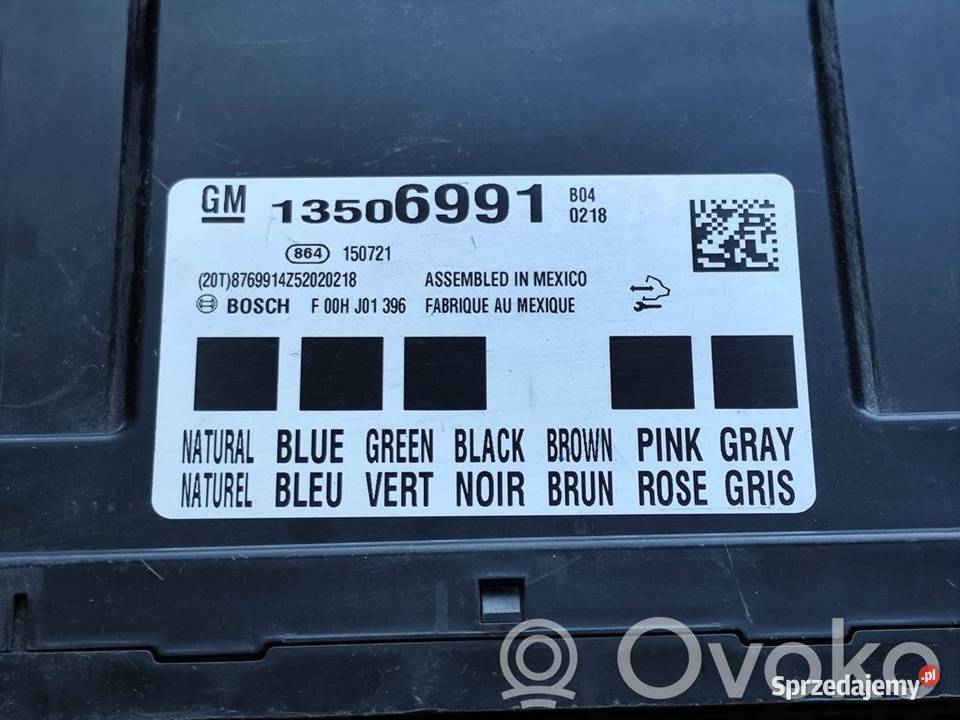 GM 13506991 B04
0218
864 150721
(20T)8769914Z52020218 ASSEMBLED IN MEXICO
BOSCH F 00H J01 396 FABRIQUE AU MEXIQUE
NATURAL BLUE GREEN BLACK BROWN PINK GRAY
NATUREL BLEU VERT NOIR BRUN ROSE GRIS
Ovoko
Sprzedajemy.pl